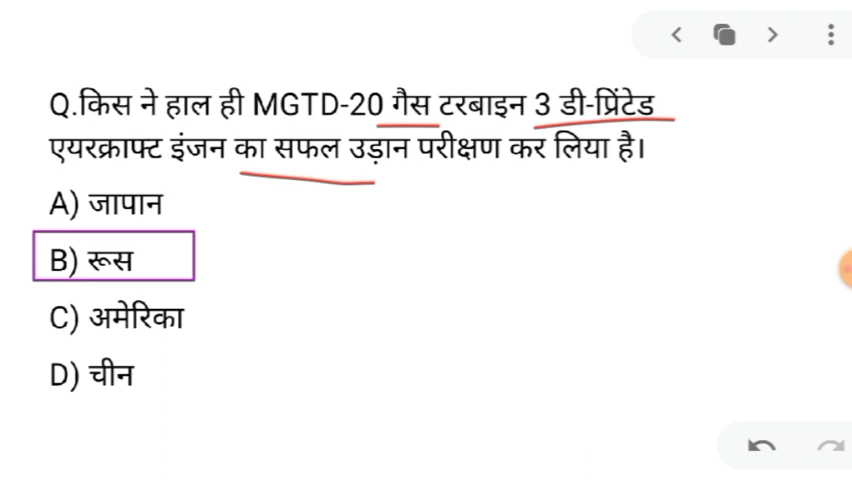 Q.किस ने हाल ही MGTD-20 गैस टरबाइन 3 डी-प्रिंटेड
एयरक्राफ्ट इंजन का सफल उड़ान परीक्षण कर लिया है।
A) जापान
B) रूस
C) अमेरिका
D) चीन